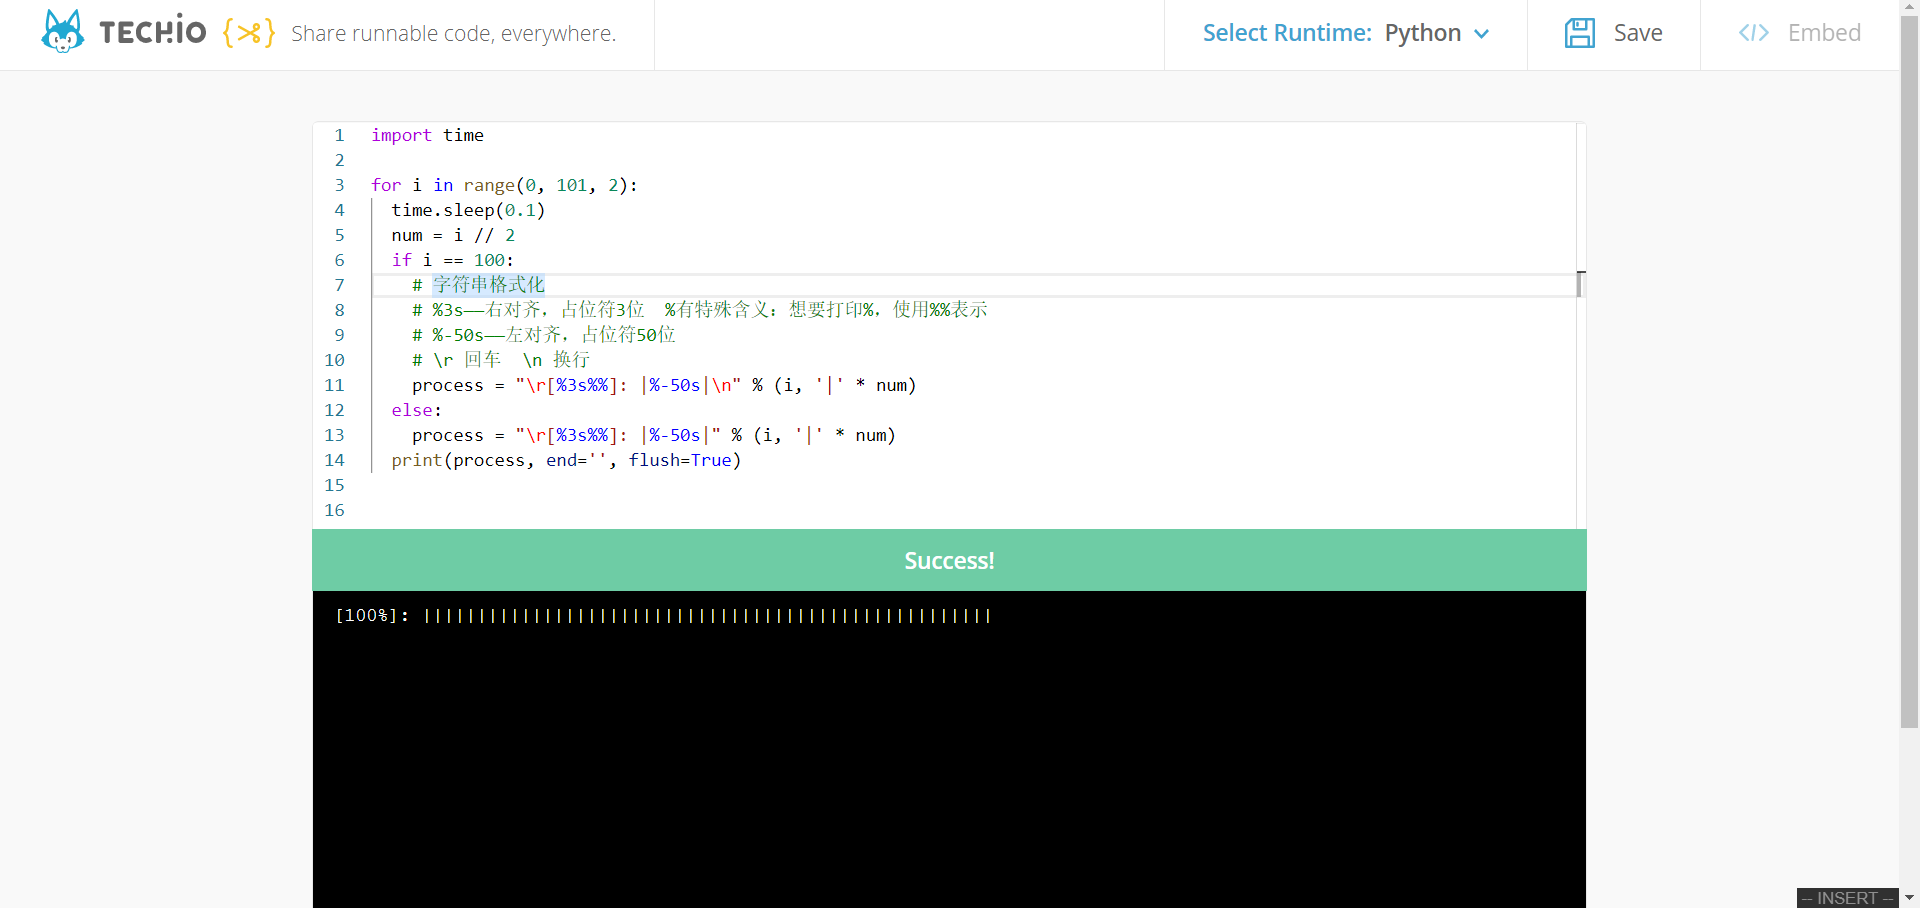 TECHiO {✂} Share runnable code, everywhere.
Select Runtime: Python
Save
</> Embed
1 import time
2
3 for i in range(0, 101, 2):
4 time.sleep(0.1)
5 num = i // 2
6 if i == 100:
7 # 字符串格式化
8 # %3s——右对齐，占位符3位  %有特殊含义：想要打印%，使用%%表示
9 # %-50s——左对齐，占位符50位
10 # \r 回车  \n 换行
11 process = "\r[%3s%%]: |%-50s|\n" % (i, '|' * num)
12 else:
13 process = "\r[%3s%%]: |%-50s|" % (i, '|' * num)
14 print(process, end='', flush=True)
15
16
Success!
[100%]: ||||||||||||||||||||||||||||||||||||||||||||||||||||
-- INSERT --